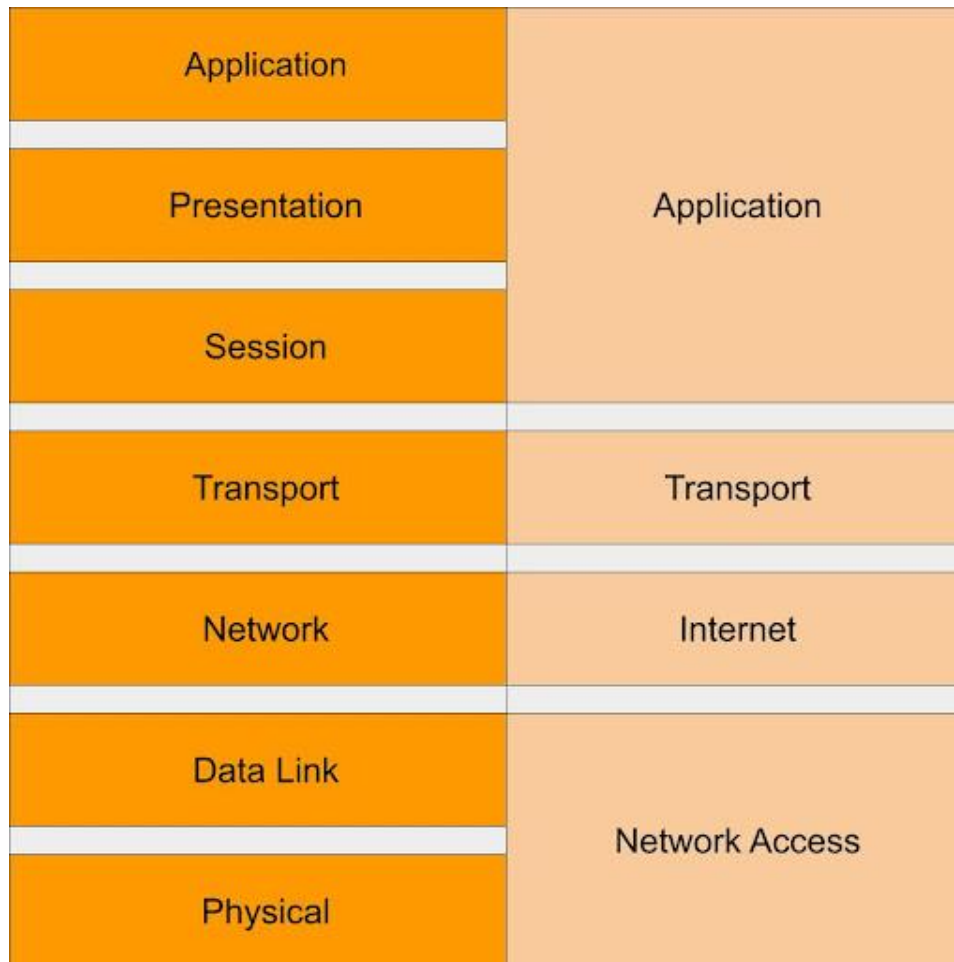 Application
Presentation
Application
Session
Transport
Transport
Network
Internet
Data Link
Network Access
Physical